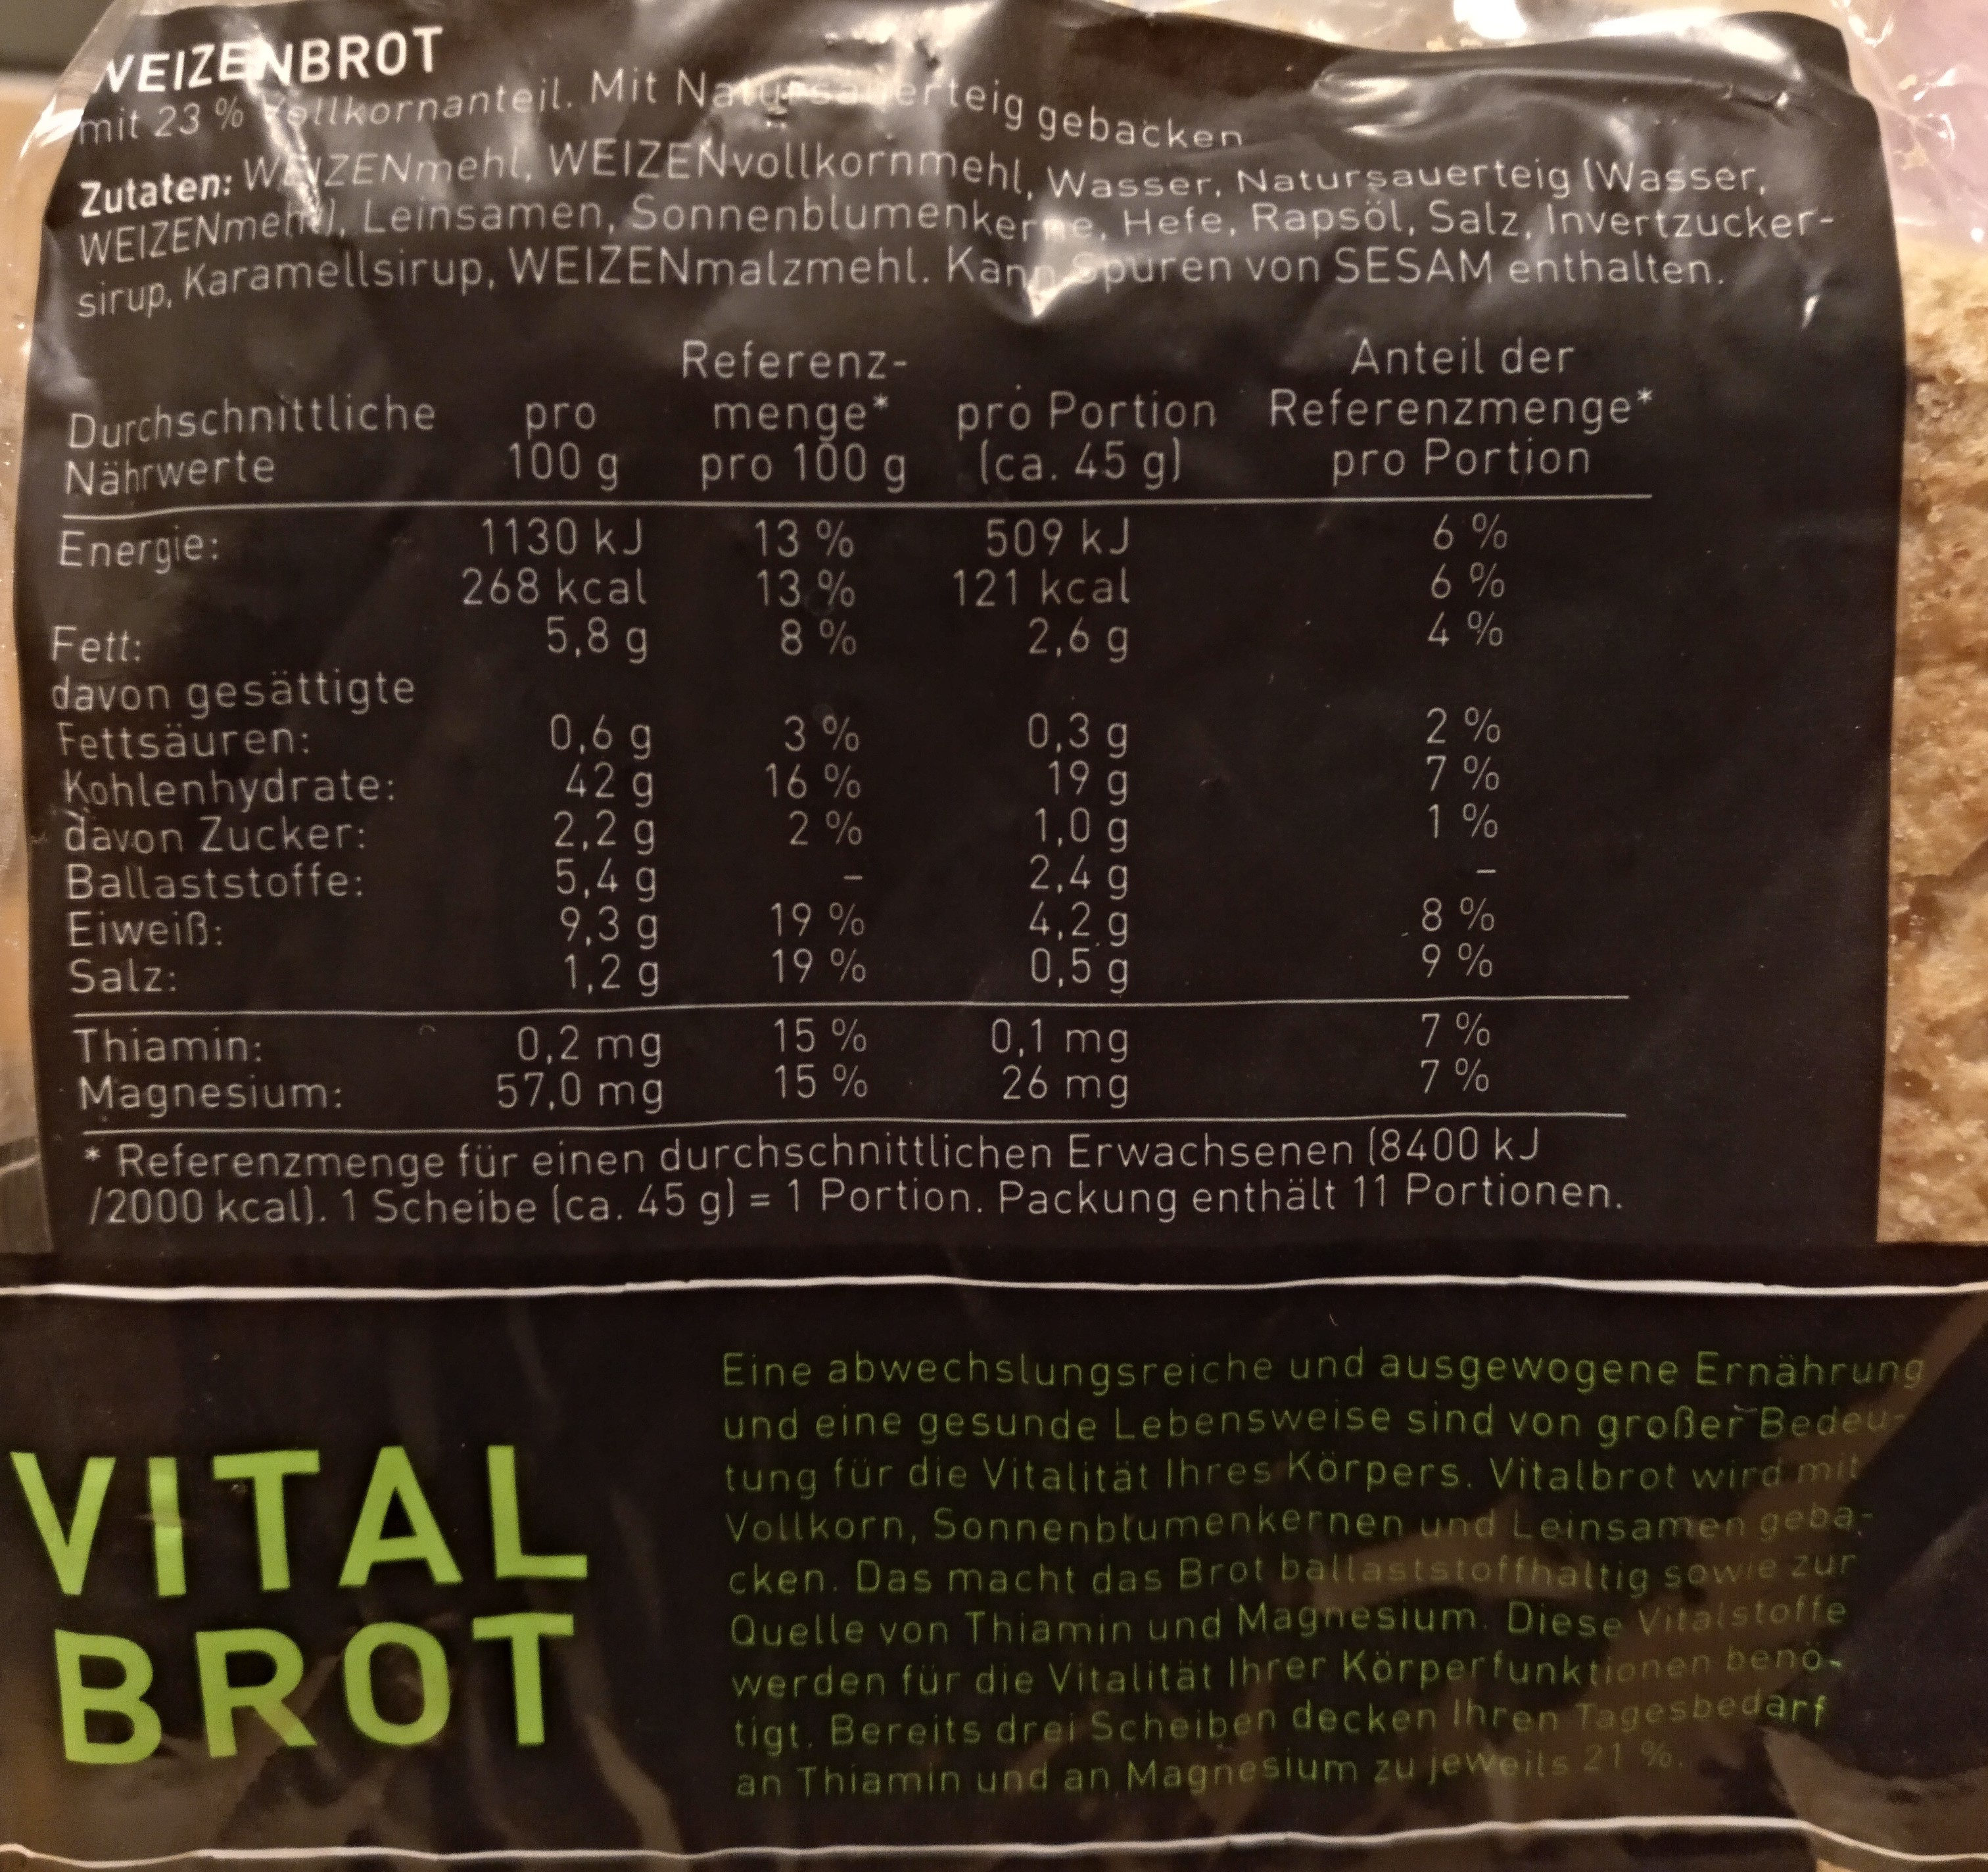 WEIZENBROT
mit 23 % Vollkornanteil. Mit Natursauerteig gebacken
Zutaten: WEIZENmehl, WEIZENvollkornmehl, Wasser, Natursauerteig (Wasser,
WEIZENmehl), Leinsamen, Sonnenblumenkerne, Hefe, Rapsöl, Salz, Invertzucker-
sirup, Karamellsirup, WEIZENmalzmehl. Kann Spuren von SESAM enthalten.
Referenz- Anteil der
Durchschnittliche pro menge* pro Portion Referenzmenge*
Nährwerte 100 g pro 100 g (ca. 45 g) pro Portion
Energie: 1130 kJ 13 % 509 kJ 6 %
268 kcal 13 % 121 kcal 6 %
Fett: 5,8 g 8 % 2,6 g 4 %
davon gesättigte
Fettsäuren: 0,6 g 3 % 0,3 g 2 %
Kohlenhydrate: 42 g 16 % 19 g 7 %
davon Zucker: 2,2 g 2 % 1,0 g 1 %
Ballaststoffe: 5,4 g – 2,4 g –
Eiweiß: 9,3 g 19 % 4,2 g 8 %
Salz: 1,2 g 19 % 0,5 g 9 %
Thiamin: 0,2 mg 15 % 0,1 mg 7 %
Magnesium: 57,0 mg 15 % 26 mg 7 %
* Referenzmenge für einen durchschnittlichen Erwachsenen (8400 kJ
/2000 kcal). 1 Scheibe (ca. 45 g) = 1 Portion. Packung enthält 11 Portionen.
VITAL
BROT
Eine abwechslungsreiche und ausgewogene Ernährung
und eine gesunde Lebensweise sind von großer Bedeu-
tung für die Vitalität Ihres Körpers. Vitalbrot wird mit
Vollkorn, Sonnenblumenkernen und Leinsamen geba-
cken. Das macht das Brot ballaststoffhaltig sowie zur
Quelle von Thiamin und Magnesium. Diese Vitalstoffe
werden für die Vitalität Ihrer Körperfunktionen benö-
tigt. Bereits drei Scheiben decken Ihren Tagesbedarf
an Thiamin und an Magnesium zu jeweils 21 %.